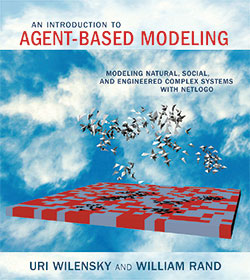 AN INTRODUCTION TO
AGENT-BASED MODELING
MODELING NATURAL, SOCIAL,
AND ENGINEERED COMPLEX SYSTEMS
WITH NETLOGO
URI WILENSKY AND WILLIAM RAND